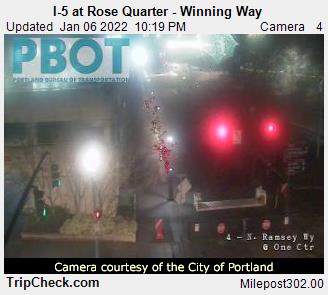 I-5 at Rose Quarter - Winning Way
Updated Jan 06 2022 10:19 PM Camera 4
PBOT
PORTLAND BUREAU OF TRANSPORTATION
4 - N. Ramsey Wy
@ One Ctr
Camera courtesy of the City of Portland
TripCheck.com Milepost302.00